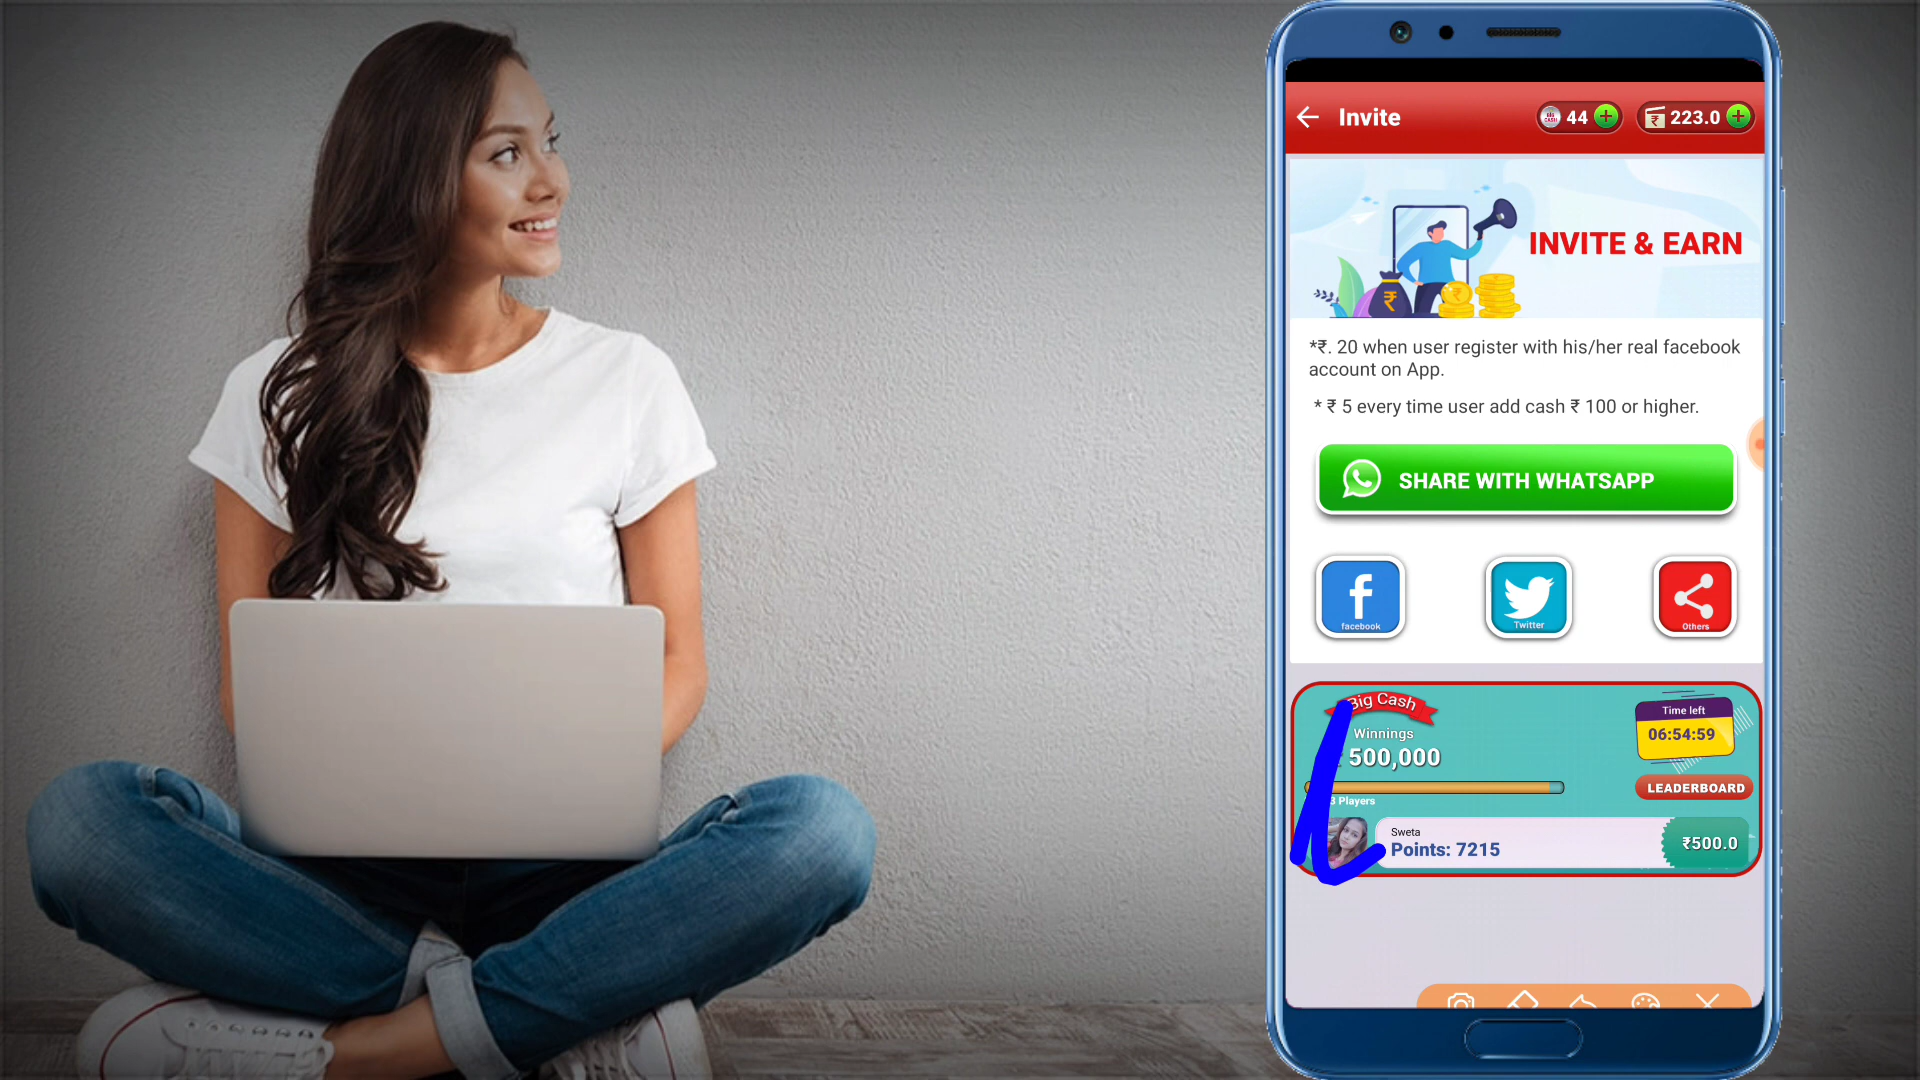 Invite
44
223.0
INVITE & EARN
*₹. 20 when user register with his/her real facebook
account on App.
* ₹ 5 every time user add cash ₹ 100 or higher.
SHARE WITH WHATSAPP
facebook
Twitter
Others
Big Cash
Time left
06:54:59
Winnings
500,000
LEADERBOARD
3 Players
Sweta
Points: 7215
₹500.0